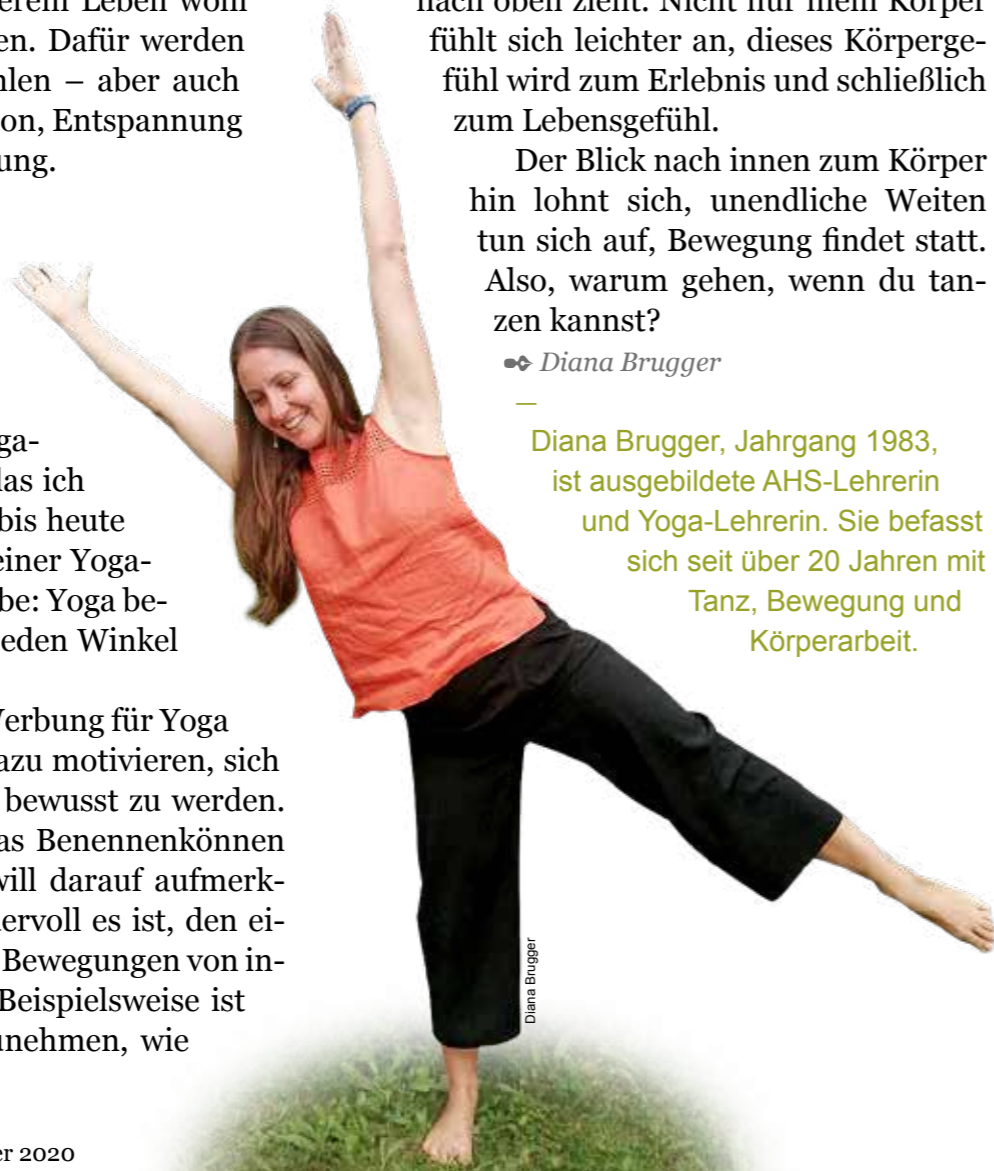 erem Leben wohl
en. Dafür werden
hlen – aber auch
on, Entspannung
ung.
ga-
das ich
bis heute
einer Yoga-
be: Yoga be-
eden Winkel
Werbung für Yoga
azu motivieren, sich
bewusst zu werden.
as Benennenkönnen
will darauf aufmerk-
ervoll es ist, den ei-
Bewegungen von in-
Beispielsweise ist
unehmen, wie
er 2020
nach oben zieht. Nicht nur mein Körper
fühlt sich leichter an, dieses Körperge-
fühl wird zum Erlebnis und schließlich
zum Lebensgefühl.
Der Blick nach innen zum Körper
hin lohnt sich, unendliche Weiten
tun sich auf, Bewegung findet statt.
Also, warum gehen, wenn du tan-
zen kannst?
Diana Brugger
—
Diana Brugger, Jahrgang 1983,
ist ausgebildete AHS-Lehrerin
und Yoga-Lehrerin. Sie befasst
sich seit über 20 Jahren mit
Tanz, Bewegung und
Körperarbeit.
Diana Brugger